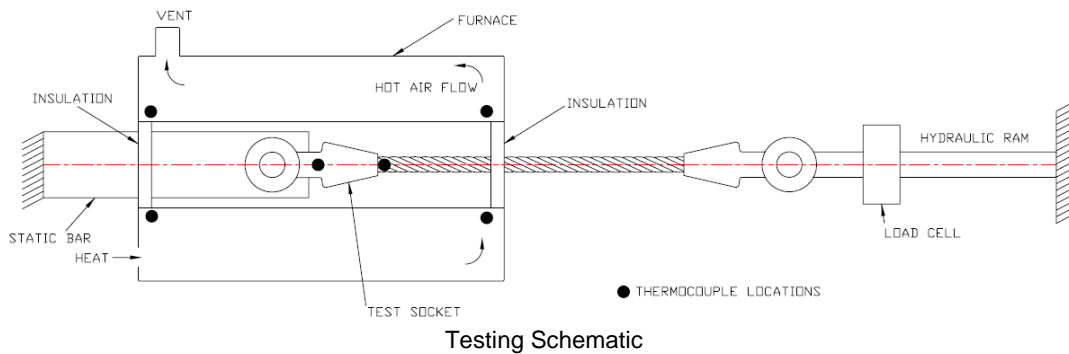 VENT
FURNACE
HOT AIR FLOW
INSULATION
INSULATION
HYDRAULIC RAM
STATIC BAR
LOAD CELL
HEAT
THERMOCOUPLE LOCATIONS
TEST SOCKET
Testing Schematic